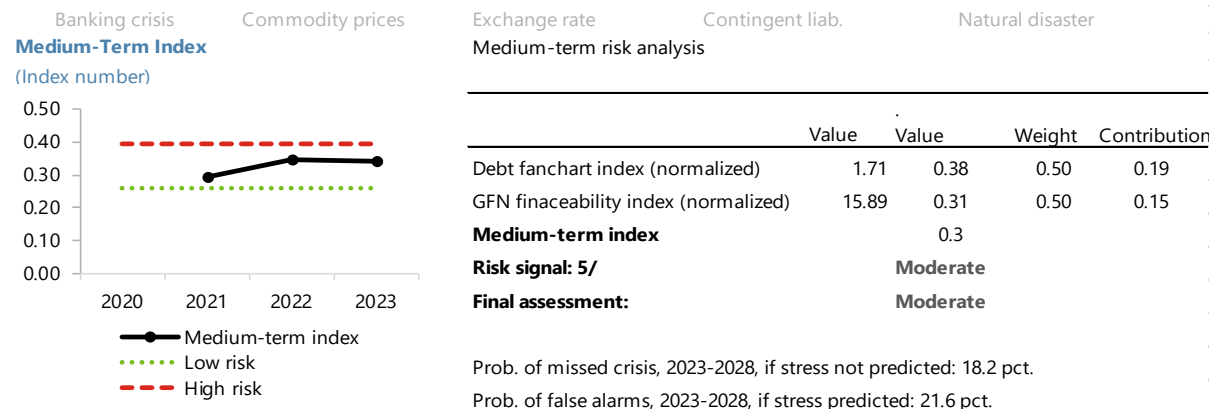 Banking crisis Commodity prices Exchange rate Contingent liab. Natural disaster
Medium-Term Index
(Index number)
0.50
0.40
0.30
0.20
0.10
0.00
2020 2021 2022 2023
Medium-term index
Low risk
High risk
Medium-term risk analysis
Value Value Weight Contribution
Debt fanchart index (normalized) 1.71 0.38 0.50 0.19
GFN finaceability index (normalized) 15.89 0.31 0.50 0.15
Medium-term index 0.3
Risk signal: 5/ Moderate
Final assessment: Moderate
Prob. of missed crisis, 2023-2028, if stress not predicted: 18.2 pct.
Prob. of false alarms, 2023-2028, if stress predicted: 21.6 pct.